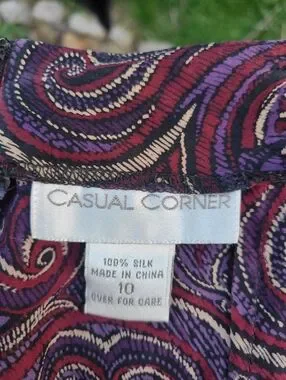 CASUAL CORNER
100% SILK
MADE IN CHINA
10
OVER FOR CARE